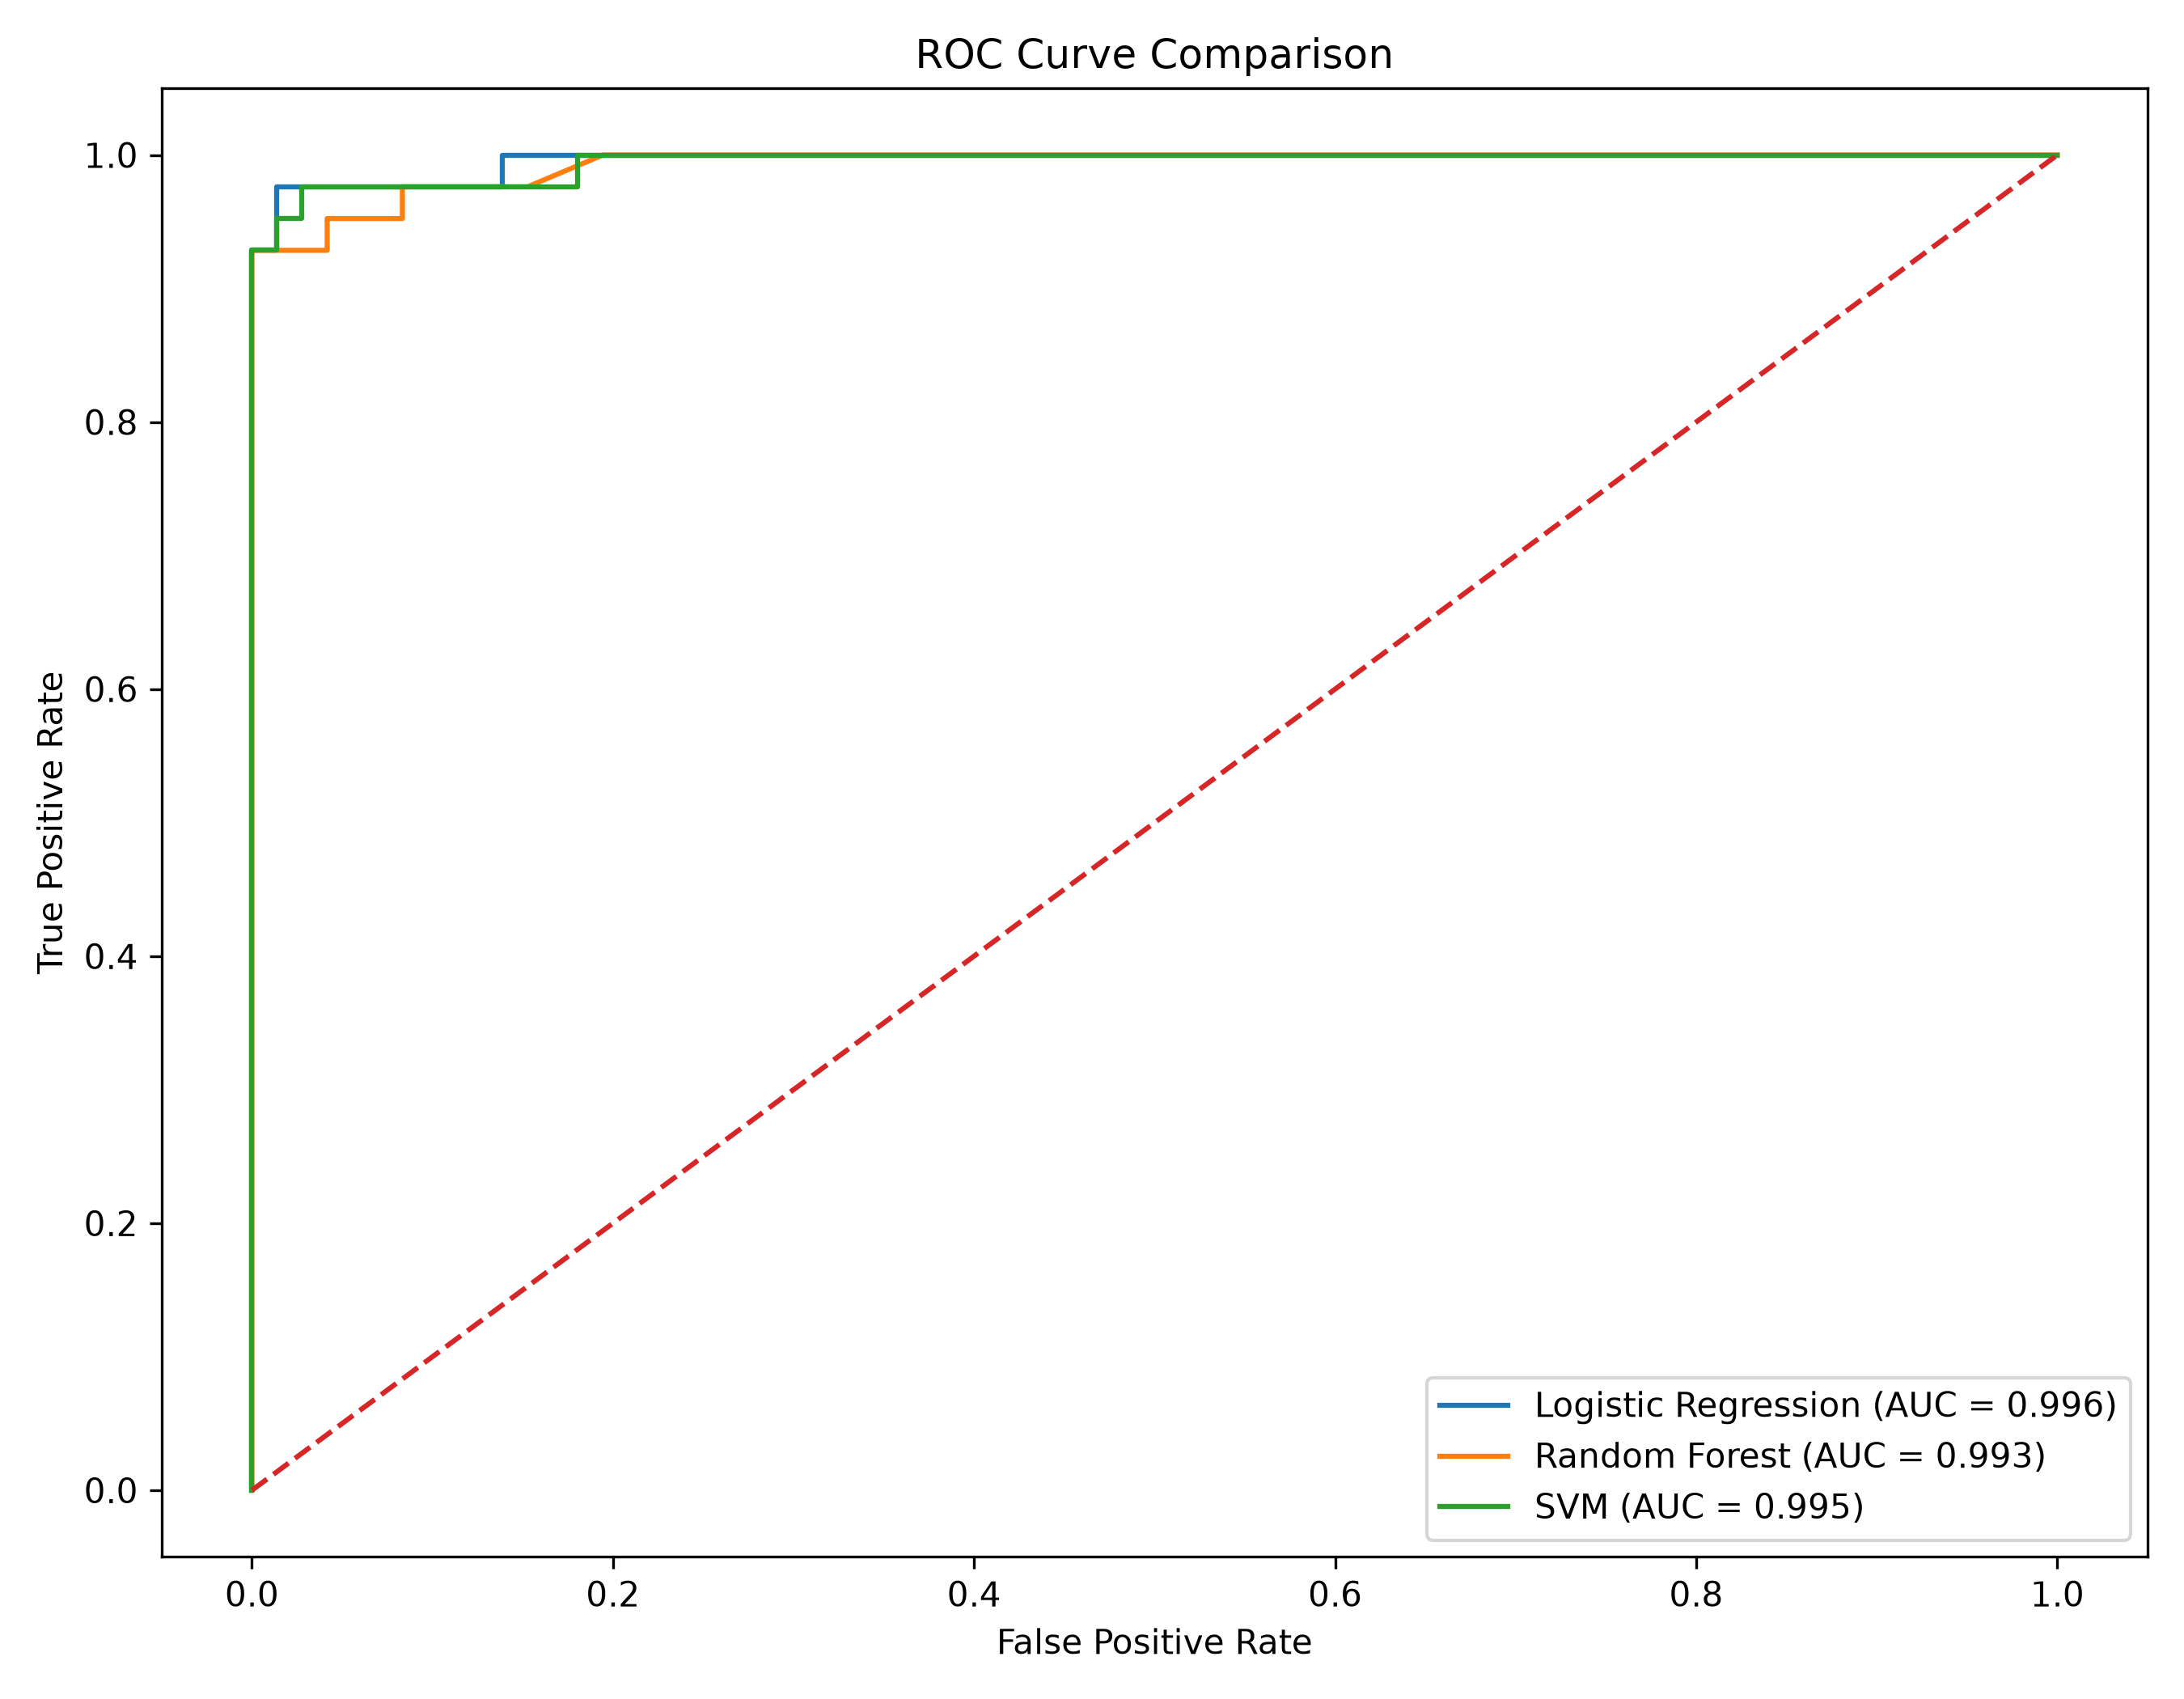 ROC Curve Comparison
True Positive Rate
1.0
0.8
0.6
0.4
0.2
0.0
0.0 0.2 0.4 0.6 0.8 1.0
False Positive Rate
Logistic Regression (AUC = 0.996)
Random Forest (AUC = 0.993)
SVM (AUC = 0.995)